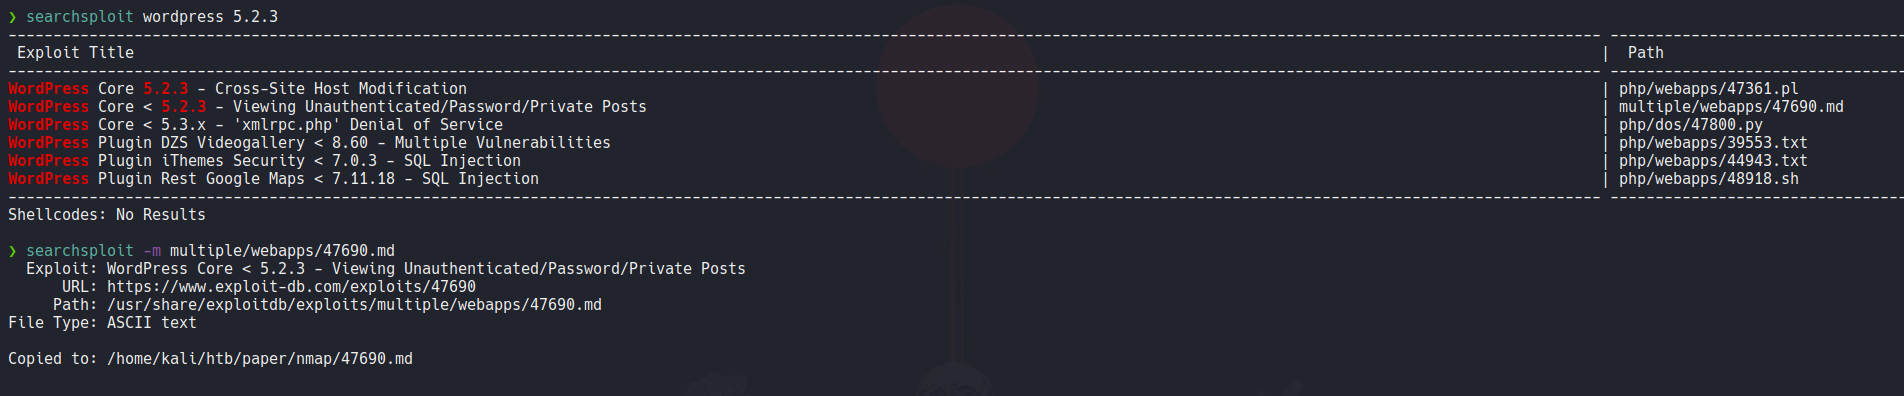 ❯ searchsploit wordpress 5.2.3
---------------------------------------------------------------------------------- ---------------------------------
Exploit Title | Path
---------------------------------------------------------------------------------- ---------------------------------
WordPress Core 5.2.3 - Cross-Site Host Modification | php/webapps/47361.pl
WordPress Core < 5.2.3 - Viewing Unauthenticated/Password/Private Posts | multiple/webapps/47690.md
WordPress Core < 5.3.x - 'xmlrpc.php' Denial of Service | php/dos/47800.py
WordPress Plugin DZS Videogallery < 8.60 - Multiple Vulnerabilities | php/webapps/39553.txt
WordPress Plugin iThemes Security < 7.0.3 - SQL Injection | php/webapps/44943.txt
WordPress Plugin Rest Google Maps < 7.11.18 - SQL Injection | php/webapps/48918.sh
---------------------------------------------------------------------------------- ---------------------------------
Shellcodes: No Results
❯ searchsploit -m multiple/webapps/47690.md
Exploit: WordPress Core < 5.2.3 - Viewing Unauthenticated/Password/Private Posts
URL: https://www.exploit-db.com/exploits/47690
Path: /usr/share/exploitdb/exploits/multiple/webapps/47690.md
File Type: ASCII text
Copied to: /home/kali/htb/paper/nmap/47690.md